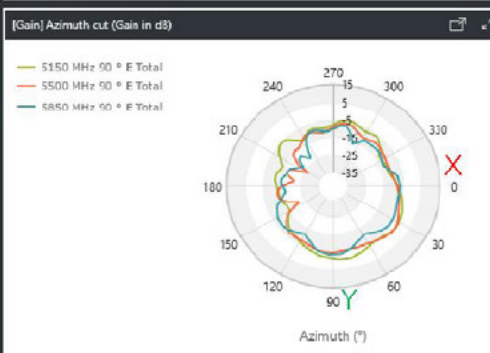 [Gain] Azimuth cut (Gain in dB)
5150 MHz 90 ° E Total
5500 MHz 90 ° E Total
5850 MHz 90 ° E Total
270
240
300
15
5
-5
-15
-25
-35
210
330
X
180
0
150
30
120
60
90 Y
Azimuth (°)